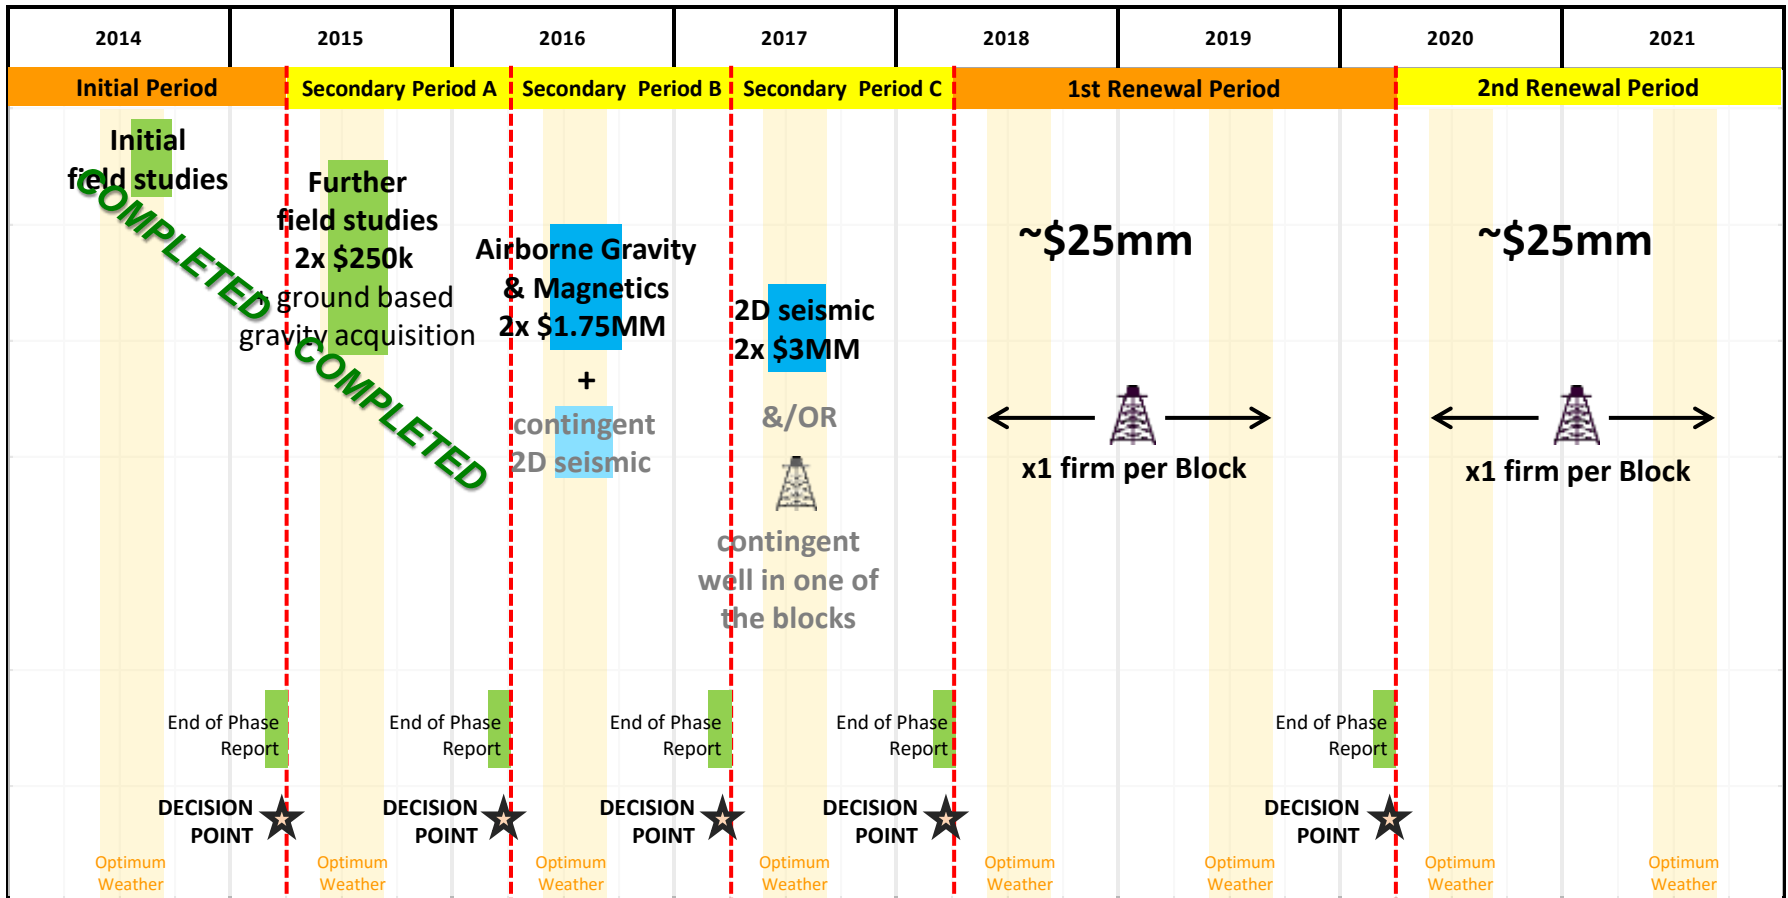 2014 2015 2016 2017 2018 2019 2020 2021
Initial Period Secondary Period A Secondary Period B Secondary Period C 1st Renewal Period 2nd Renewal Period
Initial
field studies
COMPLETED
Further
field studies
2x $250k
+ ground based
gravity acquisition
COMPLETED
Airborne Gravity
& Magnetics
2x $1.75MM
+
contingent
2D seismic
2D seismic
2x $3MM
&/OR
contingent
well in one of
the blocks
~$25mm
x1 firm per Block
~$25mm
x1 firm per Block
End of Phase
Report
End of Phase
Report
End of Phase
Report
End of Phase
Report
End of Phase
Report
DECISION
POINT
DECISION
POINT
DECISION
POINT
DECISION
POINT
DECISION
POINT
Optimum
Weather
Optimum
Weather
Optimum
Weather
Optimum
Weather
Optimum
Weather
Optimum
Weather
Optimum
Weather
Optimum
Weather